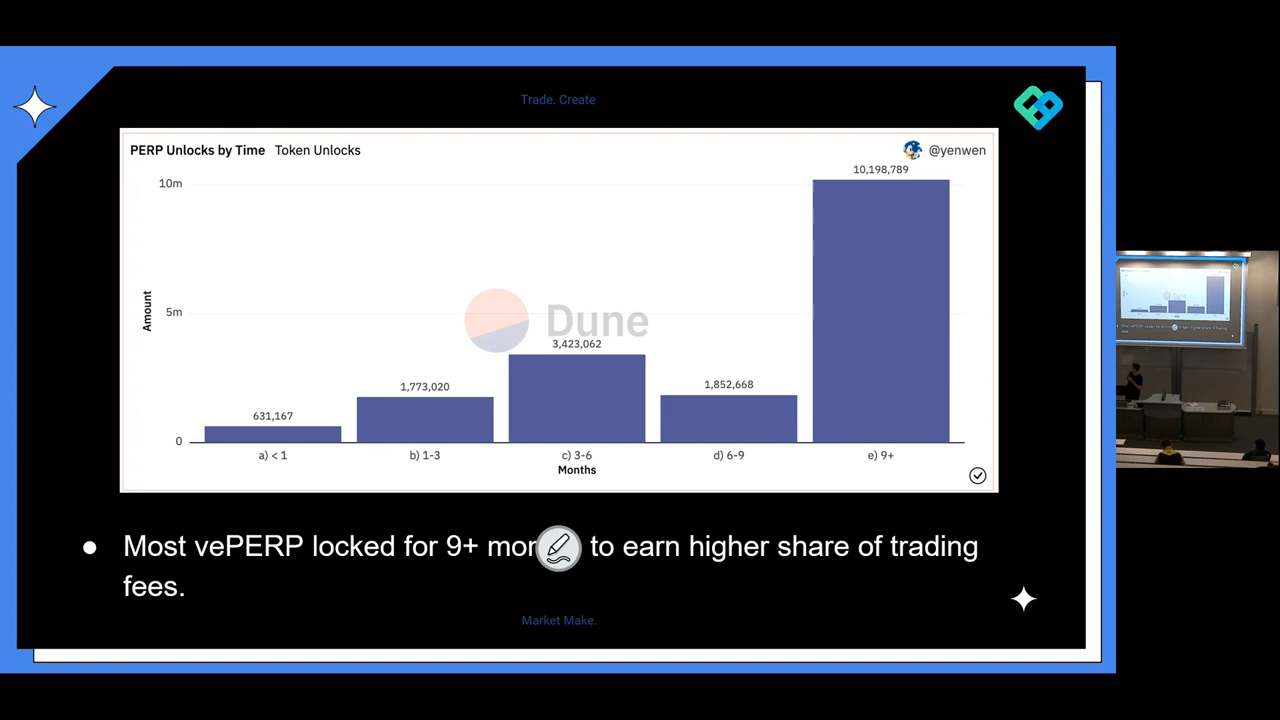 Trade. Create
PERP Unlocks by Time Token Unlocks
@yenwen
10,198,789
10m
5m
Amount
Dune
3,423,062
1,852,668
1,773,020
631,167
0
a) < 1
b) 1-3
c) 3-6
d) 6-9
e) 9+
Months
● Most vePERP locked for 9+ mon to earn higher share of trading
fees.
Market Make.